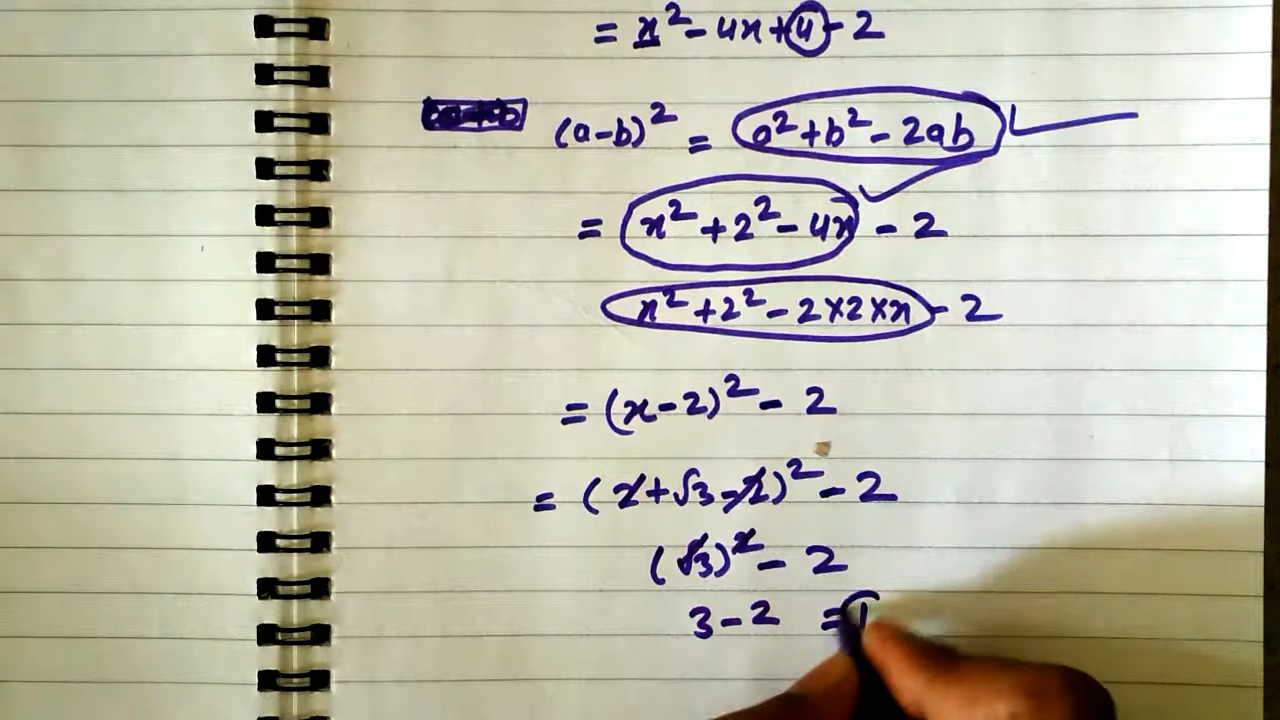 = x² - 4x + 4 - 2
(a-b)² = a² + b² - 2ab
= x² + 2² - 4x - 2
x² + 2² - 2×2×x - 2
= (x-2)² - 2
= (2+√3-2)² - 2
(√3)² - 2
3 - 2 = 1